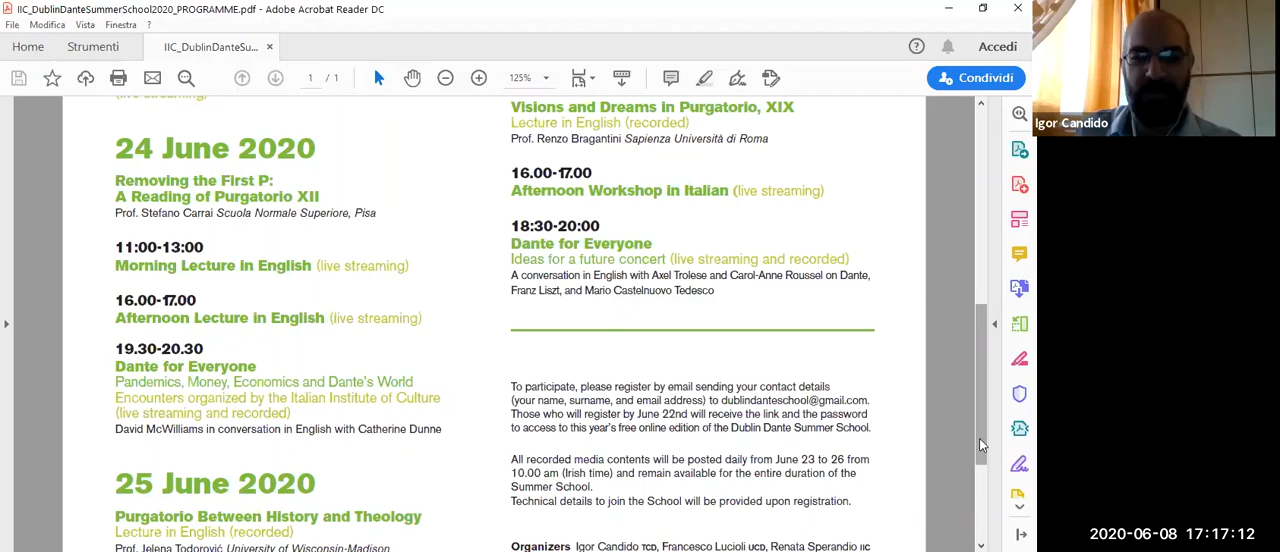 IIC_DublinDanteSummerSchool2020_PROGRAMME.pdf - Adobe Acrobat Reader DC
File Modifica Vista Finestra ?
Home Strumenti IIC_DublinDanteSu... × Accedi
1 / 1 125% Condividi
(live streaming)
24 June 2020
Removing the First P:
A Reading of Purgatorio XII
Prof. Stefano Carrai Scuola Normale Superiore, Pisa
11:00-13:00
Morning Lecture in English (live streaming)
16.00-17.00
Afternoon Lecture in English (live streaming)
19.30-20.30
Dante for Everyone
Pandemics, Money, Economics and Dante's World
Encounters organized by the Italian Institute of Culture
(live streaming and recorded)
David McWilliams in conversation in English with Catherine Dunne
25 June 2020
Purgatorio Between History and Theology
Lecture in English (recorded)
Prof. Jelena Todorović University of Wisconsin-Madison
Visions and Dreams in Purgatorio, XIX
Lecture in English (recorded)
Prof. Renzo Bragantini Sapienza Università di Roma
16.00-17.00
Afternoon Workshop in Italian (live streaming)
18:30-20:00
Dante for Everyone
Ideas for a future concert (live streaming and recorded)
A conversation in English with Axel Trolese and Carol-Anne Roussel on Dante,
Franz Liszt, and Mario Castelnuovo Tedesco
To participate, please register by email sending your contact details
(your name, surname, and email address) to dublindanteschool@gmail.com.
Those who will register by June 22nd will receive the link and the password
to access to this year's free online edition of the Dublin Dante Summer School.
All recorded media contents will be posted daily from June 23 to 26 from
10.00 am (Irish time) and remain available for the entire duration of the
Summer School.
Technical details to join the School will be provided upon registration.
Organizers Igor Candido TCD, Francesco Lucioli UCD, Renata Sperandio IIC
Igor Candido
2020-06-08 17:17:12